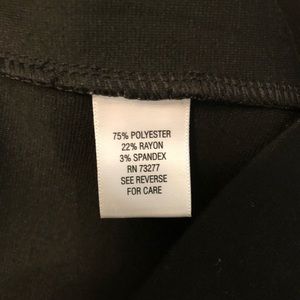 75% POLYESTER
22% RAYON
3% SPANDEX
RN 73277
SEE REVERSE
FOR CARE